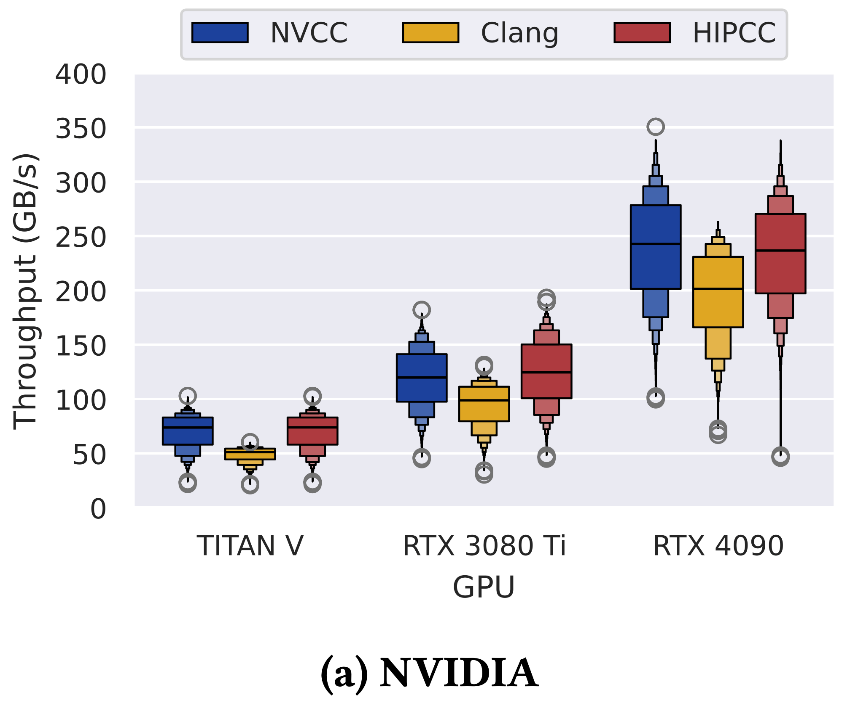 NVCC Clang HIPCC
400
350
300
250
200
150
100
50
0
Throughput (GB/s)
TITAN V RTX 3080 Ti RTX 4090
GPU
(a) NVIDIA